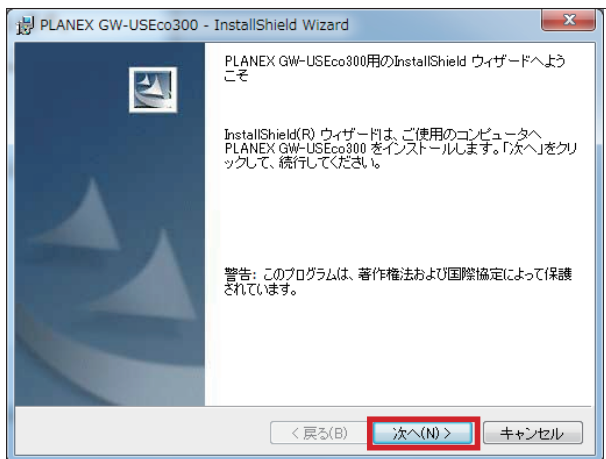 PLANEX GW-USEco300 - InstallShield Wizard
PLANEX GW-USEco300用のInstallShield ウィザードへよう
こそ
InstallShield(R) ウィザードは、ご使用のコンピュータへ
PLANEX GW-USEco300 をインストールします。「次へ」をクリ
ックして、続行してください。
警告: このプログラムは、著作権法および国際協定によって保護
されています。
< 戻る(B)
次へ(N) >
キャンセル